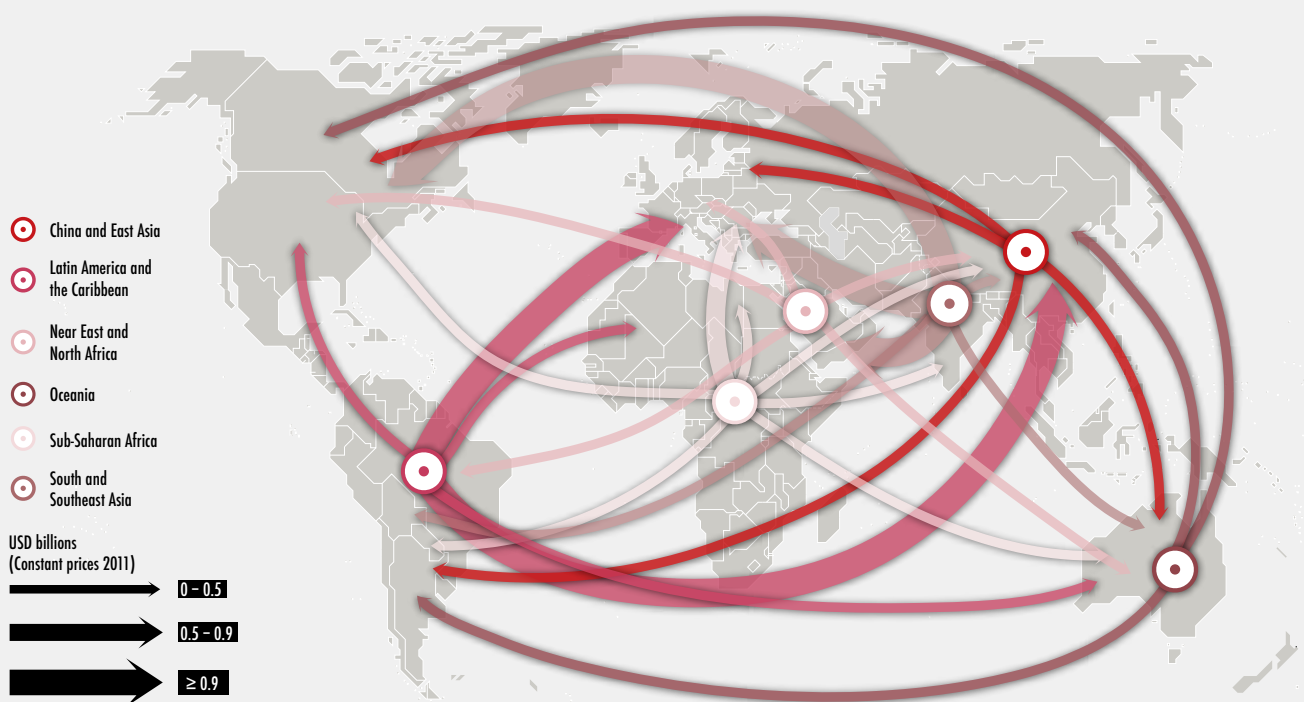 China and East Asia
Latin America and
the Caribbean
Near East and
North Africa
Oceania
Sub-Saharan Africa
South and
Southeast Asia
USD billions
(Constant prices 2011)
0 – 0.5
0.5 – 0.9
≥ 0.9